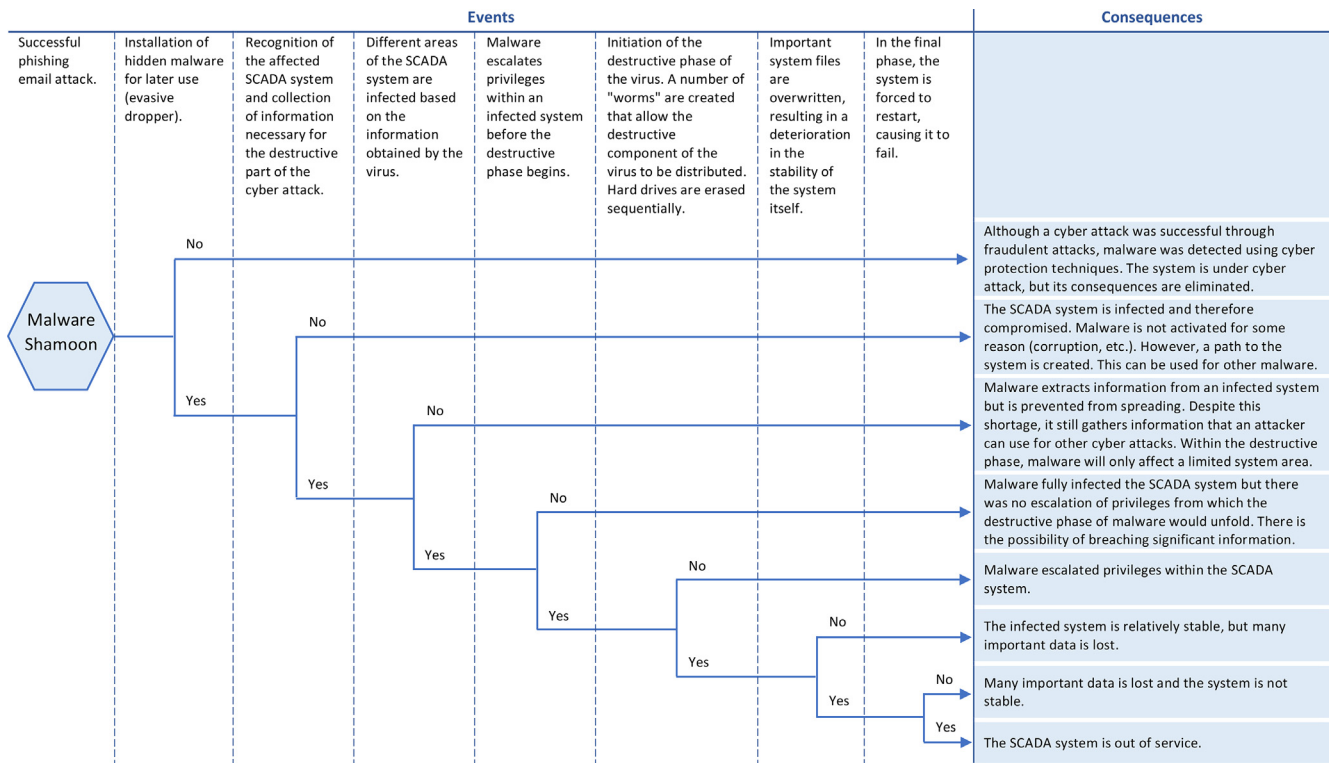 Events
Consequences
Successful
phishing
email attack.
Installation of
hidden malware
for later use
(evasive
dropper).
Recognition of
the affected
SCADA system
and collection
of information
necessary for
the destructive
part of the
cyber attack.
Different areas
of the SCADA
system are
infected based
on the
information
obtained by the
virus.
Malware
escalates
privileges
within an
infected system
before the
destructive
phase begins.
Initiation of the
destructive phase of
the virus. A number of
"worms" are created
that allow the
destructive
component of the
virus to be distributed.
Hard drives are erased
sequentially.
Important
system files
are
overwritten,
resulting in a
deterioration
in the
stability of
the system
itself.
In the final
phase, the
system is
forced to
restart,
causing it to
fail.
Malware
Shamoon
No
Although a cyber attack was successful through
fraudulent attacks, malware was detected using cyber
protection techniques. The system is under cyber
attack, but its consequences are eliminated.
Yes
No
The SCADA system is infected and therefore
compromised. Malware is not activated for some
reason (corruption, etc.). However, a path to the
system is created. This can be used for other malware.
Yes
No
Malware extracts information from an infected system
but is prevented from spreading. Despite this
shortage, it still gathers information that an attacker
can use for other cyber attacks. Within the destructive
phase, malware will only affect a limited system area.
Yes
No
Malware fully infected the SCADA system but there
was no escalation of privileges from which the
destructive phase of malware would unfold. There is
the possibility of breaching significant information.
Yes
No
Malware escalated privileges within the SCADA
system.
Yes
No
The infected system is relatively stable, but many
important data is lost.
Yes
No
Many important data is lost and the system is not
stable.
Yes
The SCADA system is out of service.